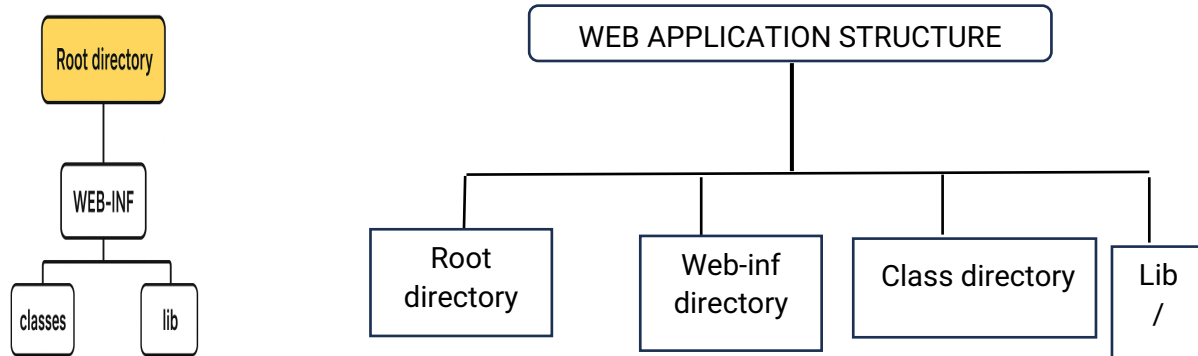 Root directory
WEB-INF
classes
lib
WEB APPLICATION STRUCTURE
Root
directory
Web-inf
directory
Class directory
Lib
/